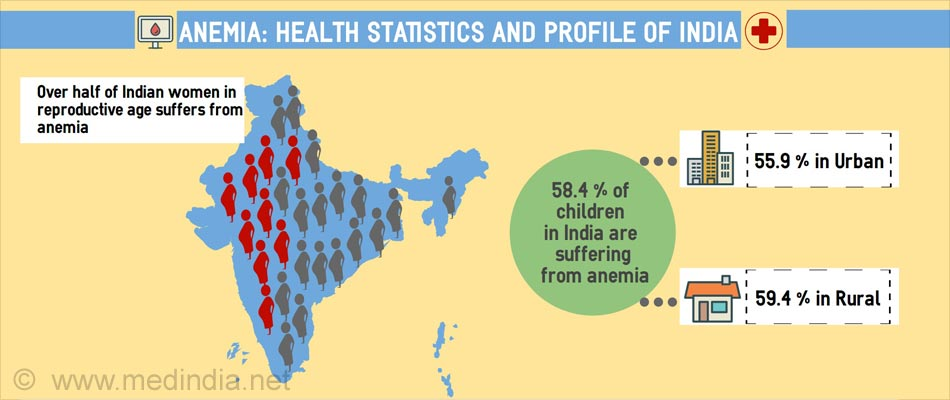 ANEMIA: HEALTH STATISTICS AND PROFILE OF INDIA
Over half of Indian women in
reproductive age suffers from
anemia
58.4 % of
children
in India are
suffering
from anemia
55.9 % in Urban
59.4 % in Rural
© www.medindia.net